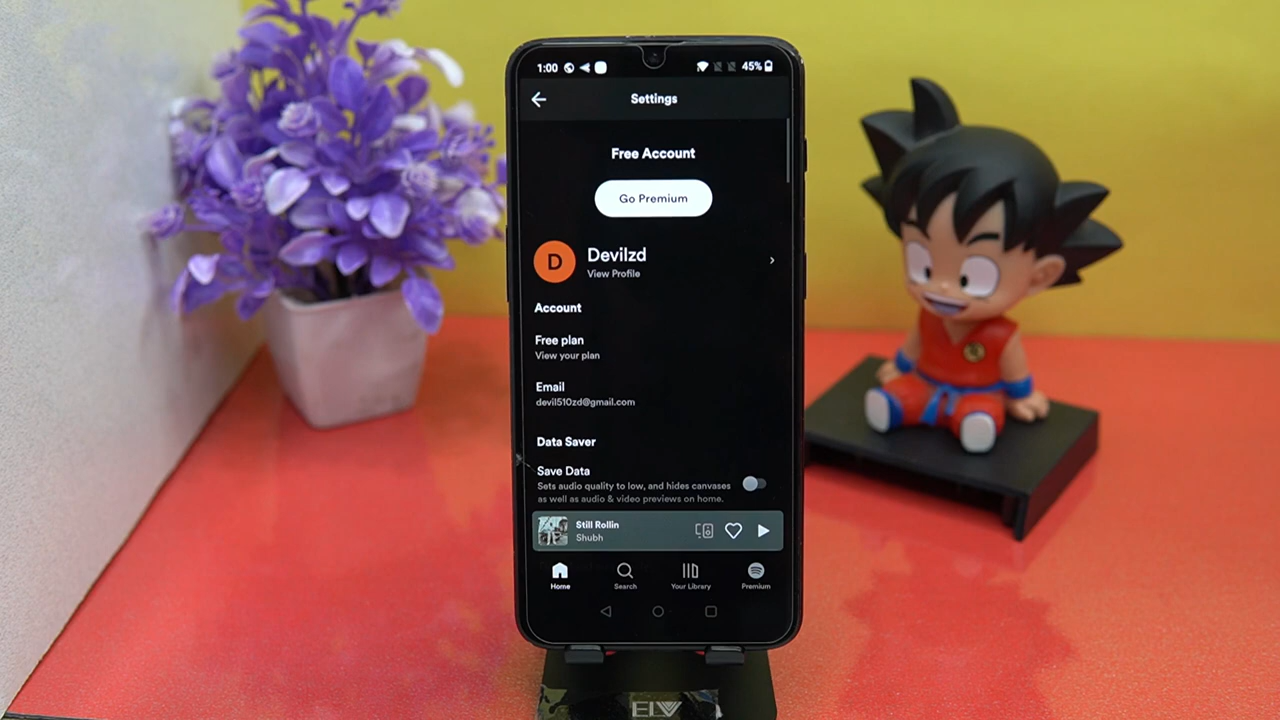 1:00 45%
Settings
Free Account
Go Premium
D
Devilzd
View Profile
Account
Free plan
View your plan
Email
devil510zd@gmail.com
Data Saver
Save Data
Sets audio quality to low, and hides canvases
as well as audio & video previews on home.
Still Rollin
Shubh
Home Search Your Library Premium
ELV